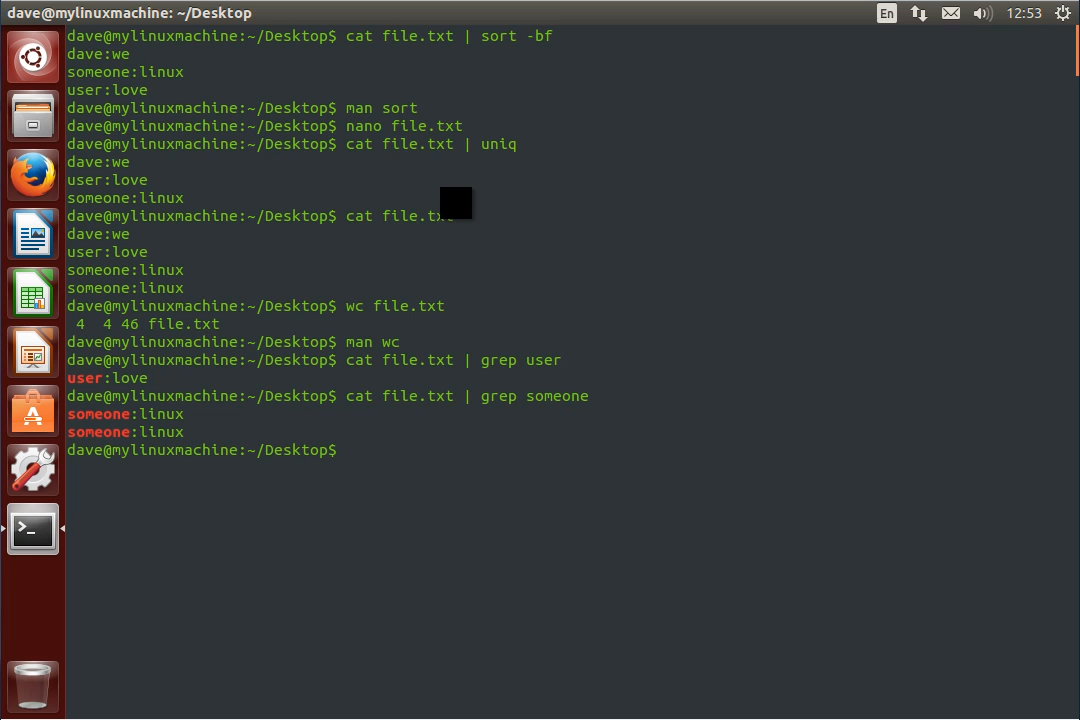 dave@mylinuxmachine: ~/Desktop
En
12:53
dave@mylinuxmachine:~/Desktop$ cat file.txt | sort -bf
dave:we
someone:linux
user:love
dave@mylinuxmachine:~/Desktop$ man sort
dave@mylinuxmachine:~/Desktop$ nano file.txt
dave@mylinuxmachine:~/Desktop$ cat file.txt | uniq
dave:we
user:love
someone:linux
dave@mylinuxmachine:~/Desktop$ cat file.txt
dave:we
user:love
someone:linux
someone:linux
dave@mylinuxmachine:~/Desktop$ wc file.txt
 4  4 46 file.txt
dave@mylinuxmachine:~/Desktop$ man wc
dave@mylinuxmachine:~/Desktop$ cat file.txt | grep user
user:love
dave@mylinuxmachine:~/Desktop$ cat file.txt | grep someone
someone:linux
someone:linux
dave@mylinuxmachine:~/Desktop$